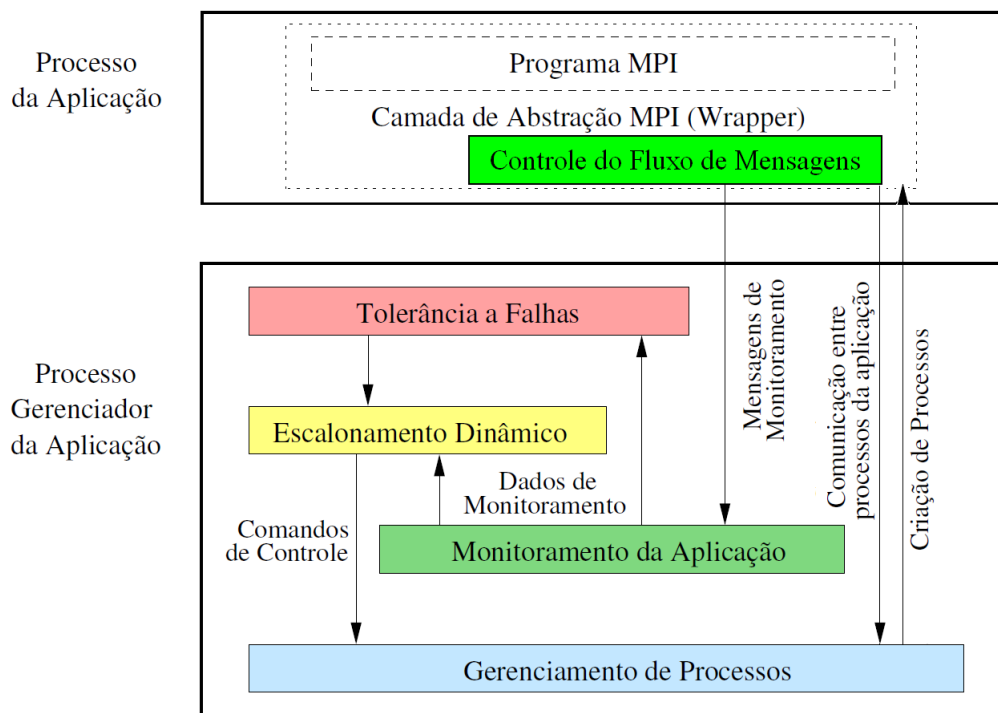 Processo
da Aplicação
Programa MPI
Camada de Abstração MPI (Wrapper)
Controle do Fluxo de Mensagens
Processo
Gerenciador
da Aplicação
Tolerância a Falhas
Escalonamento Dinâmico
Dados de
Monitoramento
Comandos
de Controle
Monitoramento da Aplicação
Gerenciamento de Processos
Mensagens de
Monitoramento
Comunicação entre
processos da aplicação
Criação de Processos